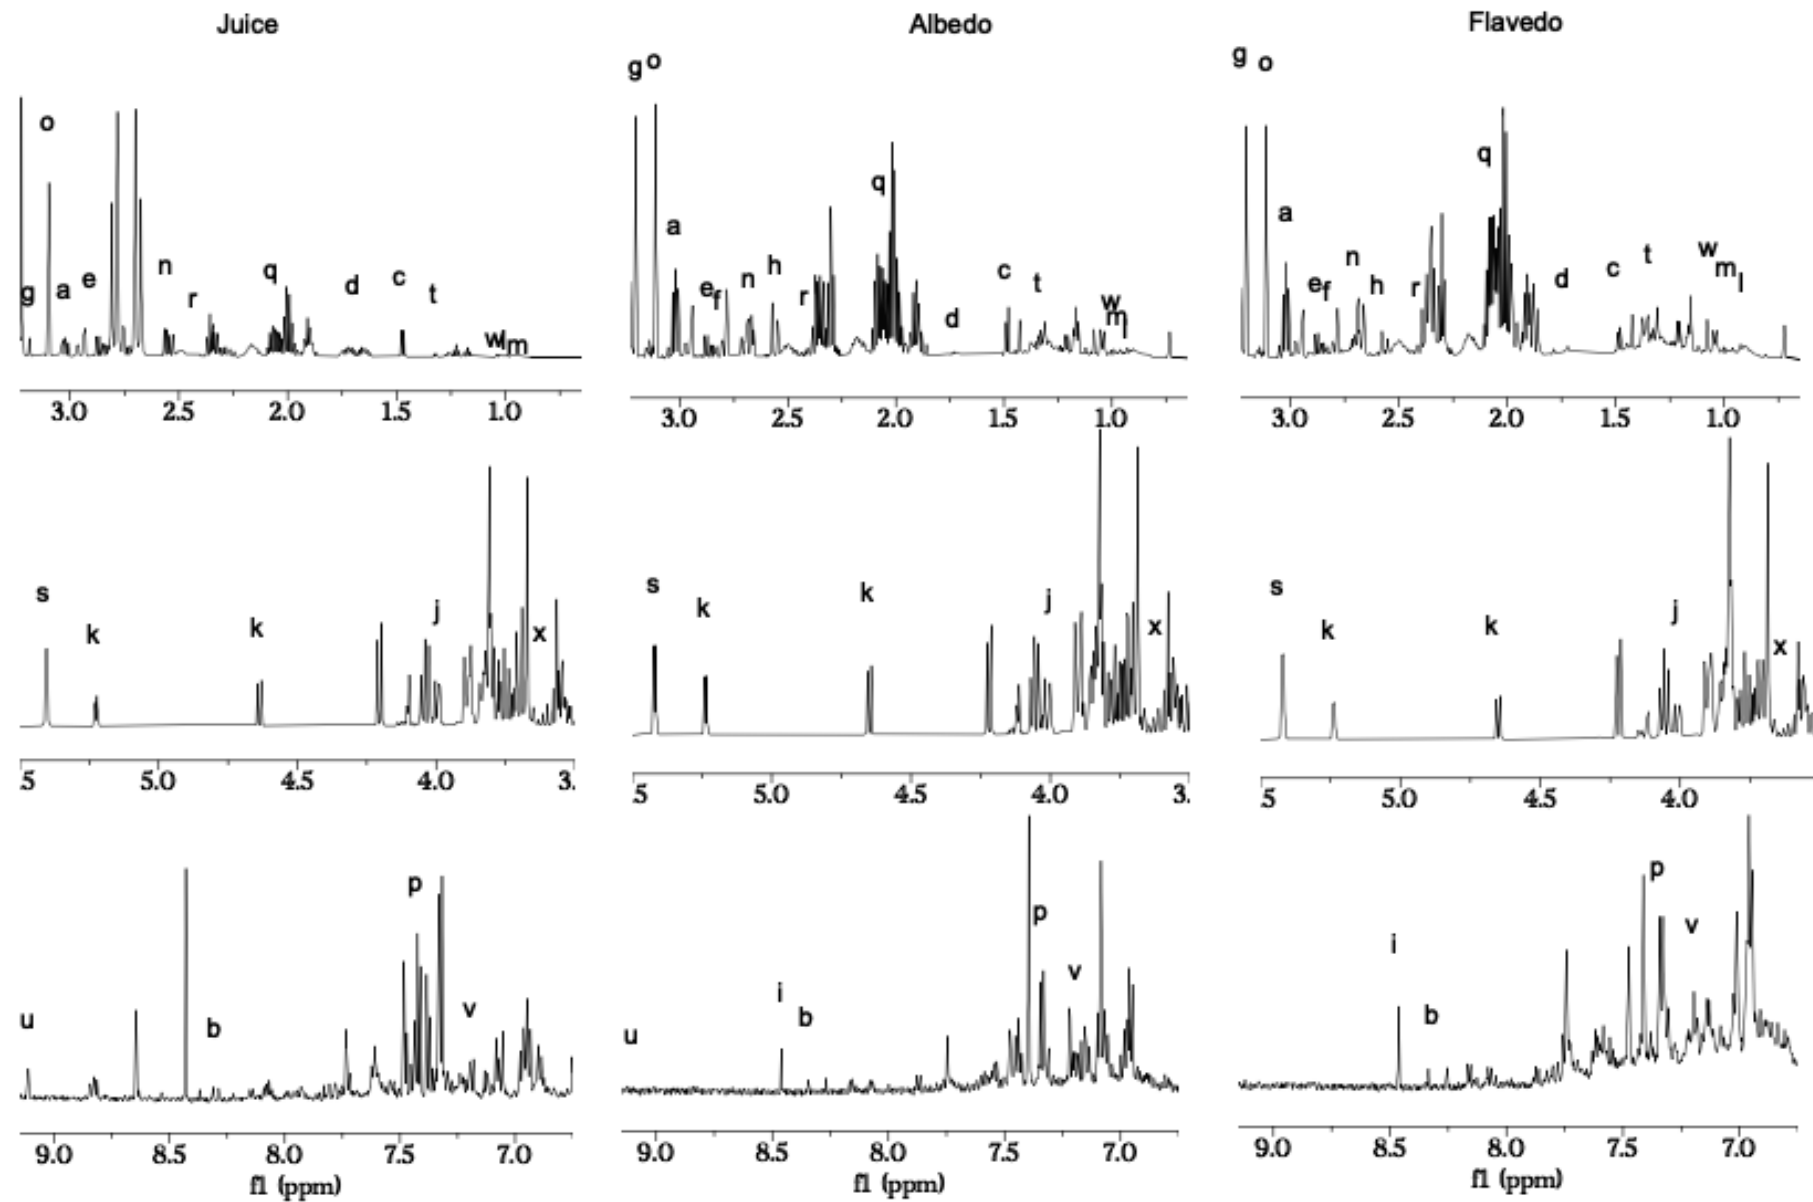 Juice Albedo Flavedo
o
g a e n r q d c t w l m
3.0 2.5 2.0 1.5 1.0
g o
a e f n h r q d c t w m l
3.0 2.5 2.0 1.5 1.0
g o
a e f n h r q d c t w m l
3.0 2.5 2.0 1.5 1.0
s k k j x
.5 5.0 4.5 4.0 3.
s k k j x
.5 5.0 4.5 4.0 3.
s k k j x
.5 5.0 4.5 4.0
u b p v
9.0 8.5 8.0 7.5 7.0
f1 (ppm)
u i b p v
9.0 8.5 8.0 7.5 7.0
f1 (ppm)
i b p v
9.0 8.5 8.0 7.5 7.0
f1 (ppm)